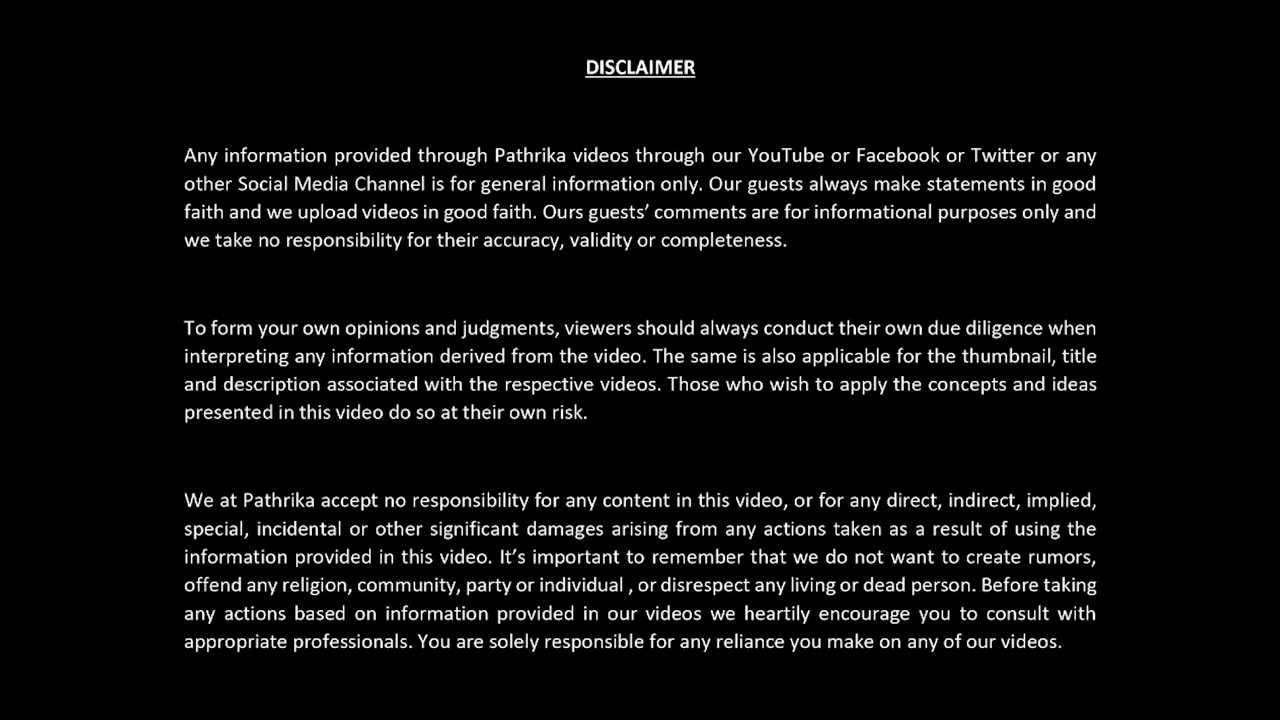 DISCLAIMER
Any information provided through Pathrika videos through our YouTube or Facebook or Twitter or any
other Social Media Channel is for general information only. Our guests always make statements in good
faith and we upload videos in good faith. Ours guests’ comments are for informational purposes only and
we take no responsibility for their accuracy, validity or completeness.
To form your own opinions and judgments, viewers should always conduct their own due diligence when
interpreting any information derived from the video. The same is also applicable for the thumbnail, title
and description associated with the respective videos. Those who wish to apply the concepts and ideas
presented in this video do so at their own risk.
We at Pathrika accept no responsibility for any content in this video, or for any direct, indirect, implied,
special, incidental or other significant damages arising from any actions taken as a result of using the
information provided in this video. It’s important to remember that we do not want to create rumors,
offend any religion, community, party or individual , or disrespect any living or dead person. Before taking
any actions based on information provided in our videos we heartily encourage you to consult with
appropriate professionals. You are solely responsible for any reliance you make on any of our videos.